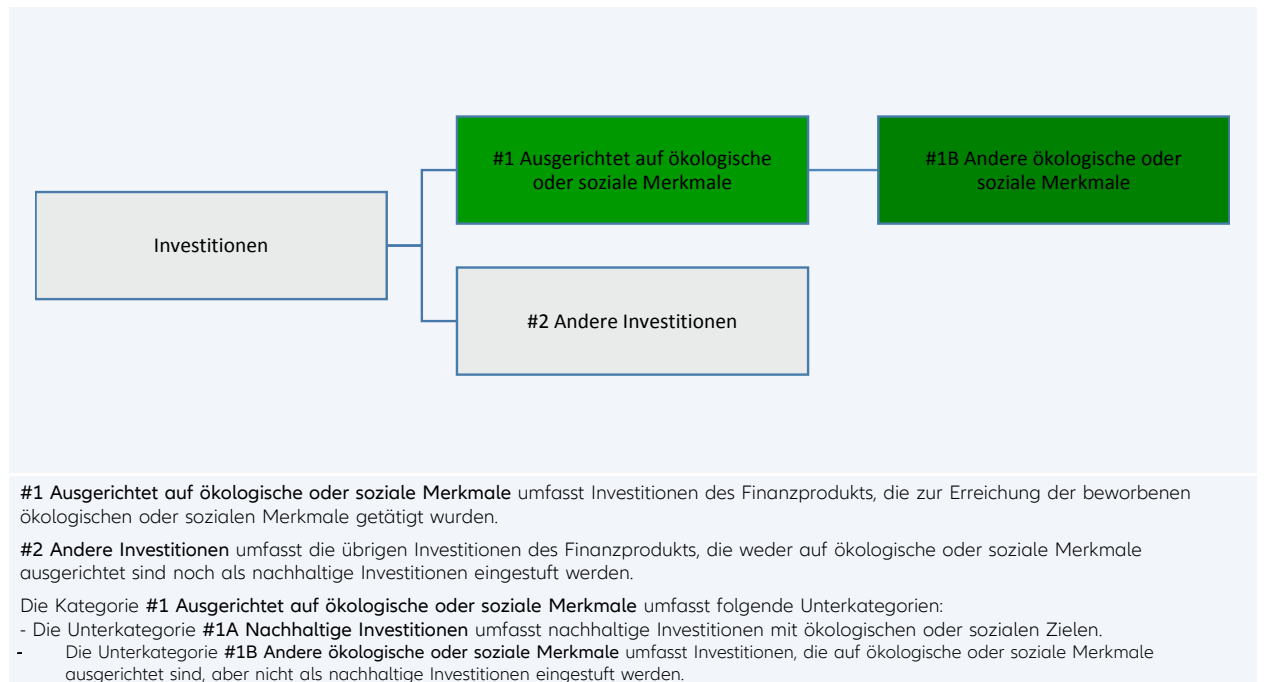 #1 Ausgerichtet auf ökologische
oder soziale Merkmale
#1B Andere ökologische oder
soziale Merkmale
Investitionen
#2 Andere Investitionen
#1 Ausgerichtet auf ökologische oder soziale Merkmale umfasst Investitionen des Finanzprodukts, die zur Erreichung der beworbenen
ökologischen oder sozialen Merkmale getätigt wurden.
#2 Andere Investitionen umfasst die übrigen Investitionen des Finanzprodukts, die weder auf ökologische oder soziale Merkmale
ausgerichtet sind noch als nachhaltige Investitionen eingestuft werden.
Die Kategorie #1 Ausgerichtet auf ökologische oder soziale Merkmale umfasst folgende Unterkategorien:
- Die Unterkategorie #1A Nachhaltige Investitionen umfasst nachhaltige Investitionen mit ökologischen oder sozialen Zielen.
- Die Unterkategorie #1B Andere ökologische oder soziale Merkmale umfasst Investitionen, die auf ökologische oder soziale Merkmale
ausgerichtet sind, aber nicht als nachhaltige Investitionen eingestuft werden.